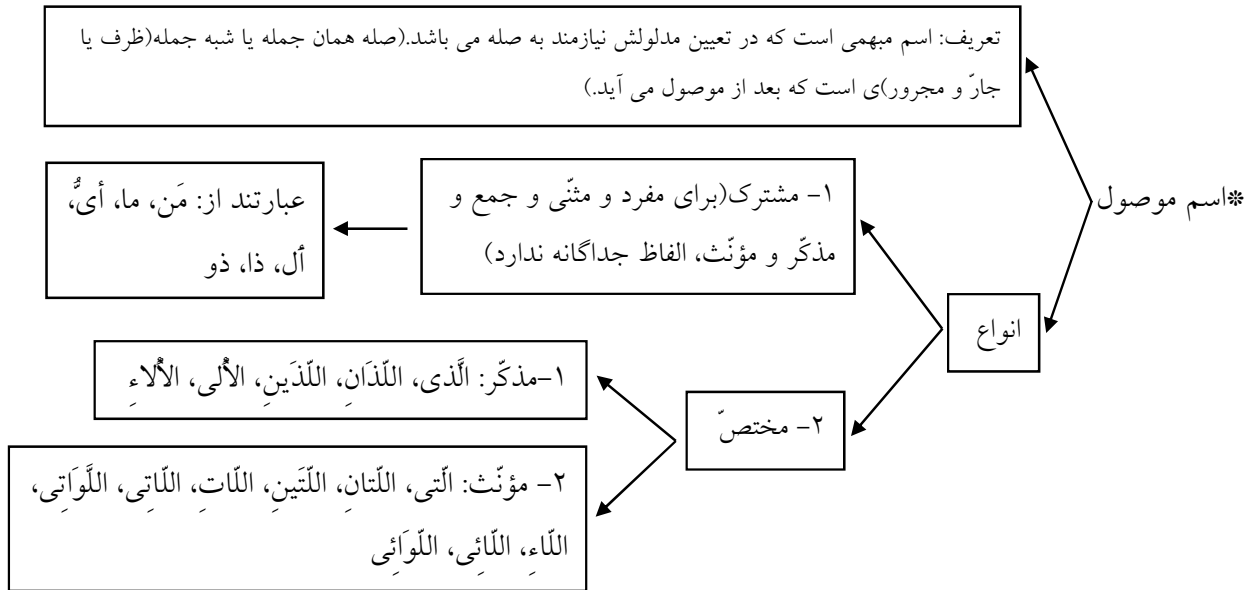 تعریف: اسم مبهمی است که در تعیین مدلولش نیازمند به صله می باشد.(صله همان جمله یا شبه جمله(ظرف یا
جارّ و مجرور)ی است که بعد از موصول می آید.)
*اسم موصول
۱- مشترک(برای مفرد و مثنّی و جمع و
مذکّر و مؤنّث، الفاظ جداگانه ندارد)
عبارتند از: مَن، ما، أیُّ،
أل، ذا، ذو
انواع
۲- مختصّ
۱-مذکّر: الَّذی، اللّذَانِ، اللّذَینِ، الأُلی، الأُلاءِ
۲- مؤنّث: الّتی، اللّتانِ، اللّتَینِ، اللّاتِ، اللّاتِی، اللَّوَاتِی،
اللّاءِ، اللّائِی، اللّوَائِی